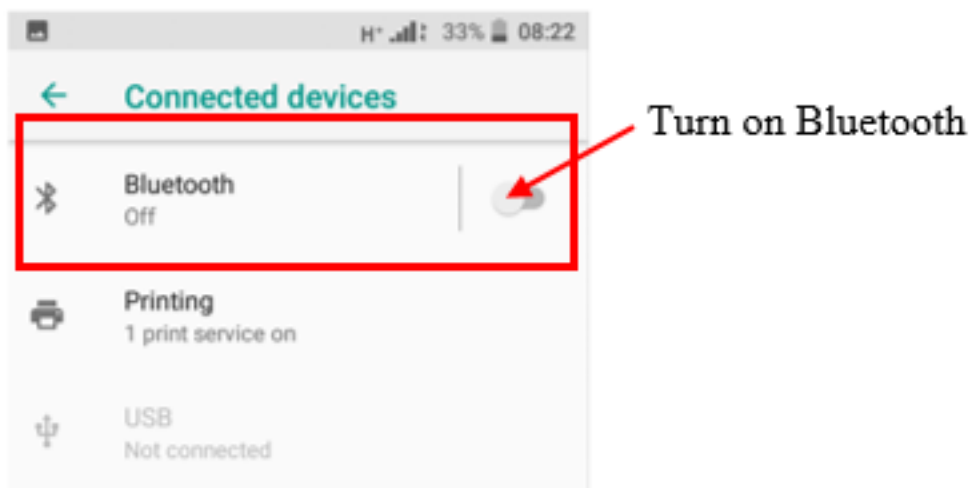 H+ 33% 08:22
Connected devices
Turn on Bluetooth
Bluetooth
Off
Printing
1 print service on
USB
Not connected